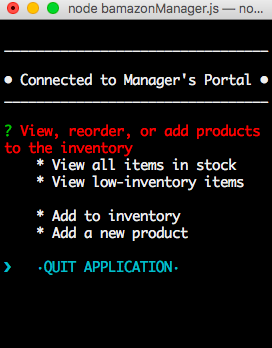 node bamazonManager.js — no...
● Connected to Manager's Portal ●
? View, reorder, or add products
to the inventory
* View all items in stock
* View low-inventory items
* Add to inventory
* Add a new product
❯ ·QUIT APPLICATION·